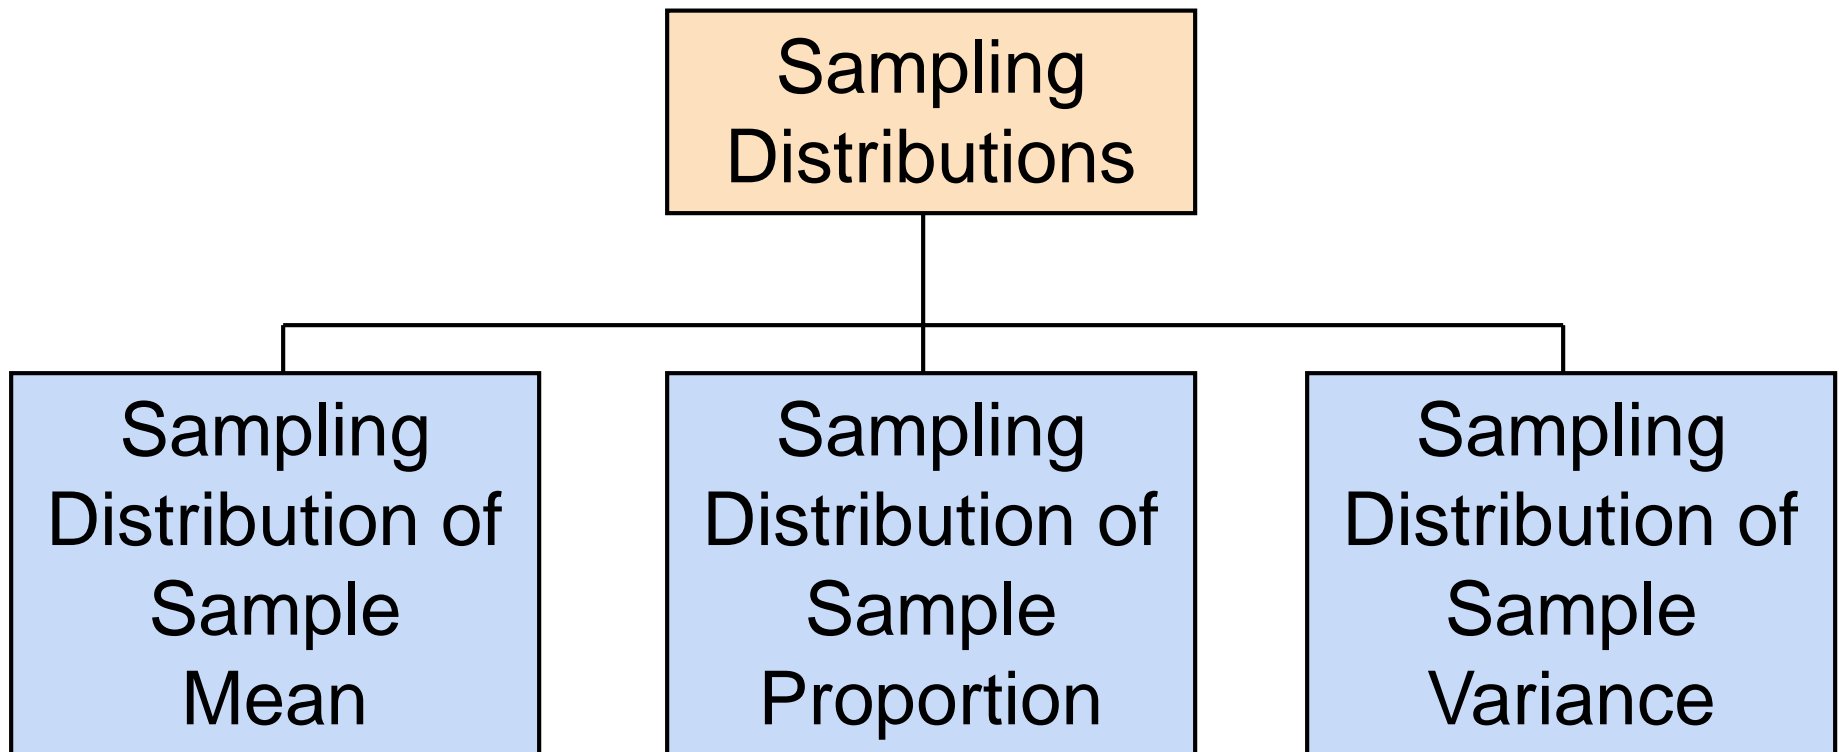 Sampling
Distributions
Sampling
Distribution of
Sample
Mean
Sampling
Distribution of
Sample
Proportion
Sampling
Distribution of
Sample
Variance